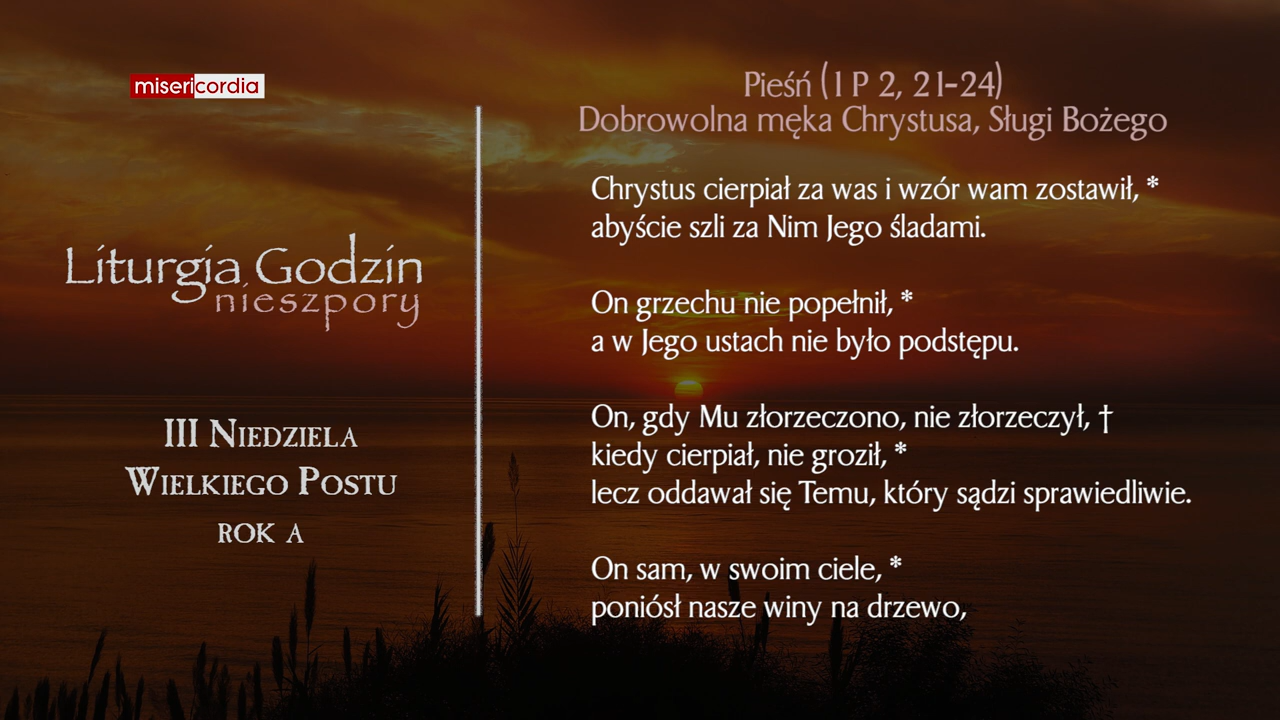 misericordia
Liturgia Godzin
nieszpory
III Niedziela
Wielkiego Postu
rok A
Pieśń (1 P 2, 21-24)
Dobrowolna męka Chrystusa, Sługi Bożego
Chrystus cierpiał za was i wzór wam zostawił, *
abyście szli za Nim Jego śladami.
On grzechu nie popełnił, *
a w Jego ustach nie było podstępu.
On, gdy Mu złorzeczono, nie złorzeczył, †
kiedy cierpiał, nie groził, *
lecz oddawał się Temu, który sądzi sprawiedliwie.
On sam, w swoim ciele, *
poniósł nasze winy na drzewo,